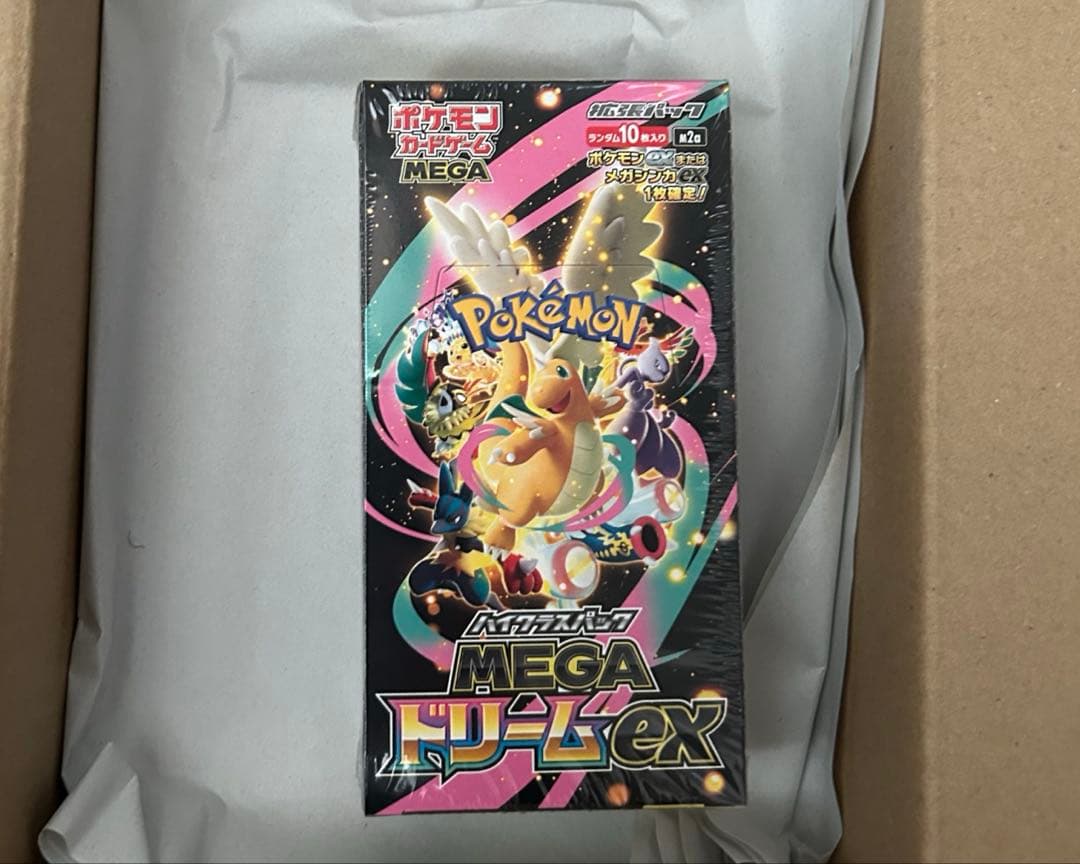 ポケモン
カードゲーム
MEGA
拡張パック
ランダム10枚入り M2a
ポケモンexまたは
メガシンカex
1枚確定!
POKÉMON
ハイクラスパック
MEGA
ドリームex